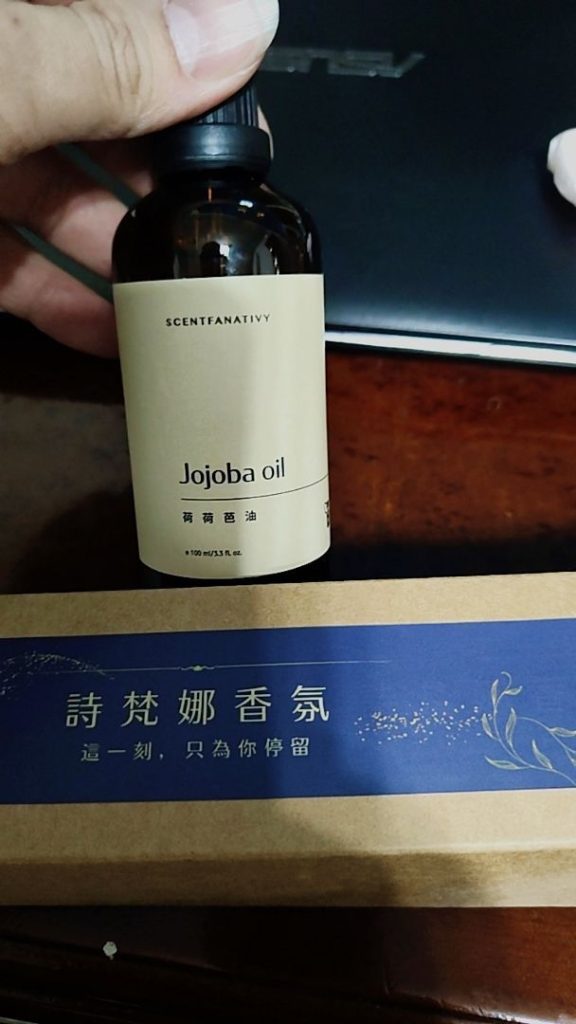 SCENTFANATIVY
Jojoba oil
荷荷芭油
e 100 ml/3.3 fl. oz.
詩梵娜香氛
這一刻，只為你停留